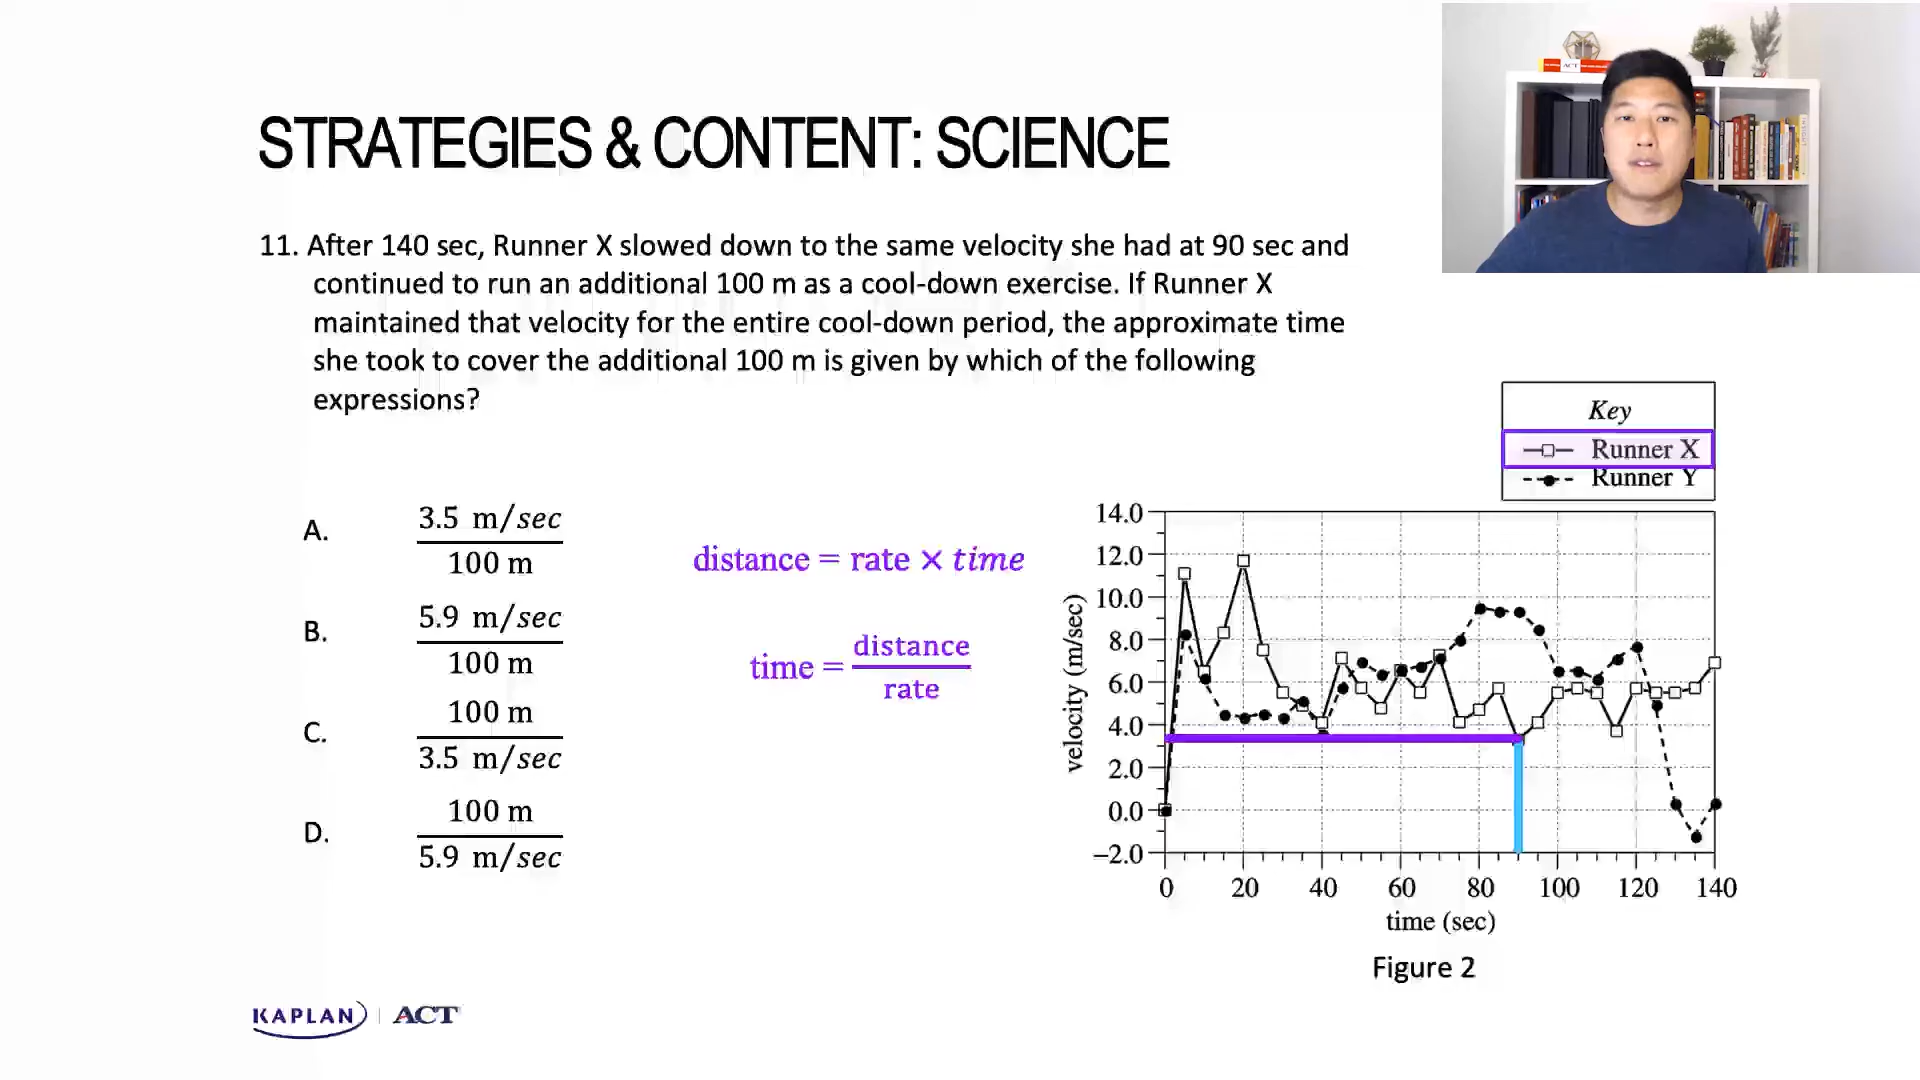 STRATEGIES & CONTENT: SCIENCE
11. After 140 sec, Runner X slowed down to the same velocity she had at 90 sec and
continued to run an additional 100 m as a cool-down exercise. If Runner X
maintained that velocity for the entire cool-down period, the approximate time
she took to cover the additional 100 m is given by which of the following
expressions?
A.
3.5 m/sec
100 m
B.
5.9 m/sec
100 m
C.
100 m
3.5 m/sec
D.
100 m
5.9 m/sec
distance = rate × time
time = distance
rate
Key
Runner X
Runner Y
14.0
12.0
10.0
8.0
6.0
4.0
2.0
0.0
−2.0
velocity (m/sec)
0 20 40 60 80 100 120 140
time (sec)
Figure 2
KAPLAN | ACT
ACT